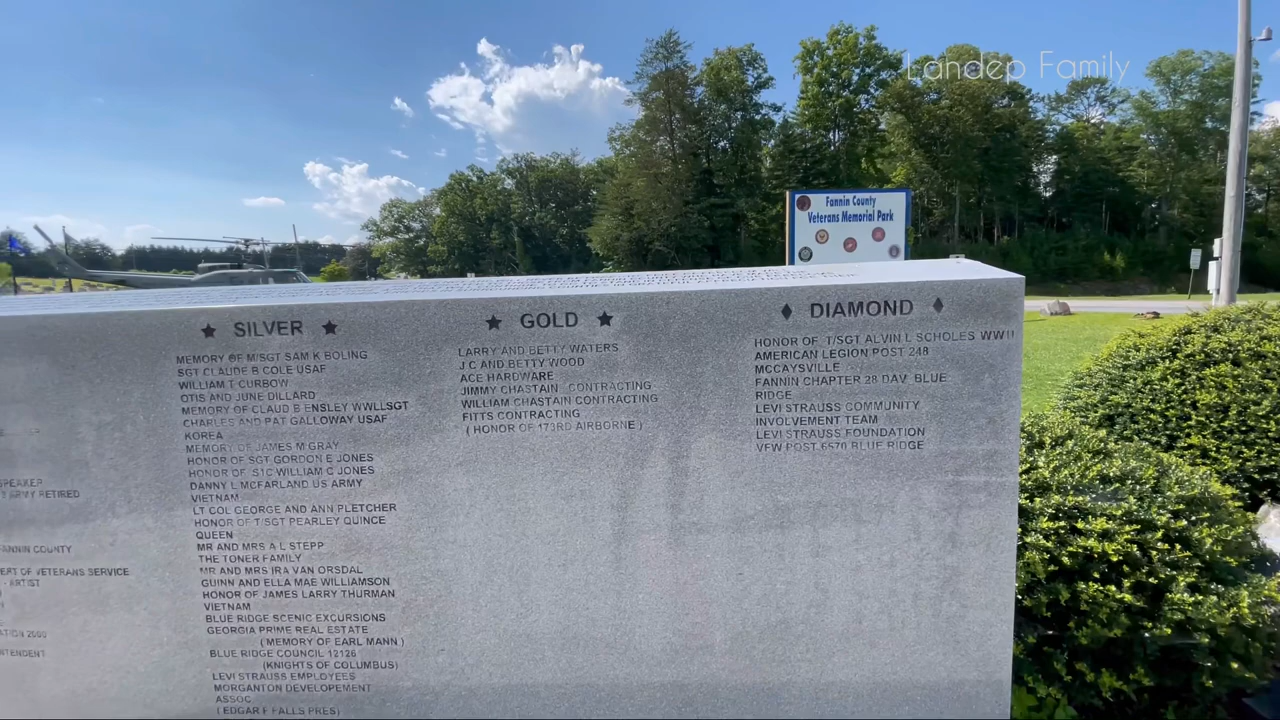 Landep Family
Fannin County
Veterans Memorial Park
SILVER
MEMORY OF M/SGT SAM K BOLING
SGT CLAUDE B COLE USAF
WILLIAM T CURBOW
OTIS AND JUNE DILLARD
MEMORY OF CLAUD B ENSLEY WWLLSGT
CHARLES AND PAT GALLOWAY USAF
KOREA
MEMORY OF JAMES M GRAY
HONOR OF SGT GORDON E JONES
HONOR OF S1C WILLIAM C JONES
DANNY L MCFARLAND US ARMY
VIETNAM
LT COL GEORGE AND ANN PLETCHER
HONOR OF T/SGT PEARLEY QUINCE
QUEEN
MR AND MRS A L STEPP
THE TONER FAMILY
MR AND MRS IRA VAN ORSDAL
GUINN AND ELLA MAE WILLIAMSON
HONOR OF JAMES LARRY THURMAN
VIETNAM
BLUE RIDGE SCENIC EXCURSIONS
GEORGIA PRIME REAL ESTATE
(MEMORY OF EARL MANN)
BLUE RIDGE COUNCIL 12126
(KNIGHTS OF COLUMBUS)
LEVI STRAUSS EMPLOYEES
MORGANTON DEVELOPEMENT
ASSOC.
(EDGAR F FALLS PRES)
GOLD
LARRY AND BETTY WATERS
J C AND BETTY WOOD
ACE HARDWARE
JIMMY CHASTAIN CONTRACTING
WILLIAM CHASTAIN CONTRACTING
FITTS CONTRACTING
(HONOR OF 173RD AIRBORNE)
DIAMOND
HONOR OF T/SGT ALVIN L SCHOLES WW11
AMERICAN LEGION POST 248
MCCAYSVILLE
FANNIN CHAPTER 28 DAV BLUE
RIDGE
LEVI STRAUSS COMMUNITY
INVOLVEMENT TEAM
LEVI STRAUSS FOUNDATION
VFW POST 6570 BLUE RIDGE
SPEAKER
ARMY RETIRED
FANNIN COUNTY
OF VETERANS SERVICE
- ARTIST
2000